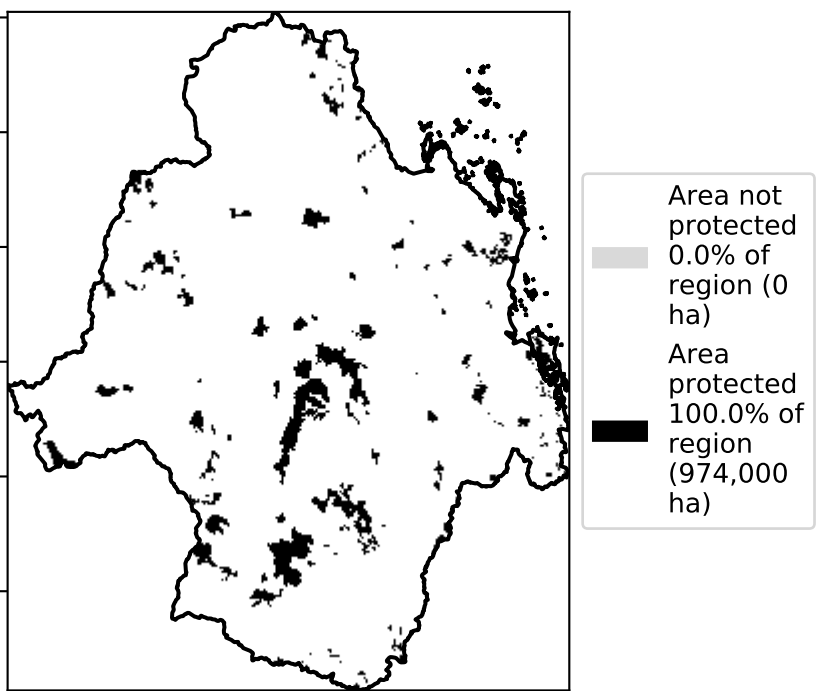 Area not
protected
0.0% of
region (0
ha)
Area
protected
100.0% of
region
(974,000
ha)